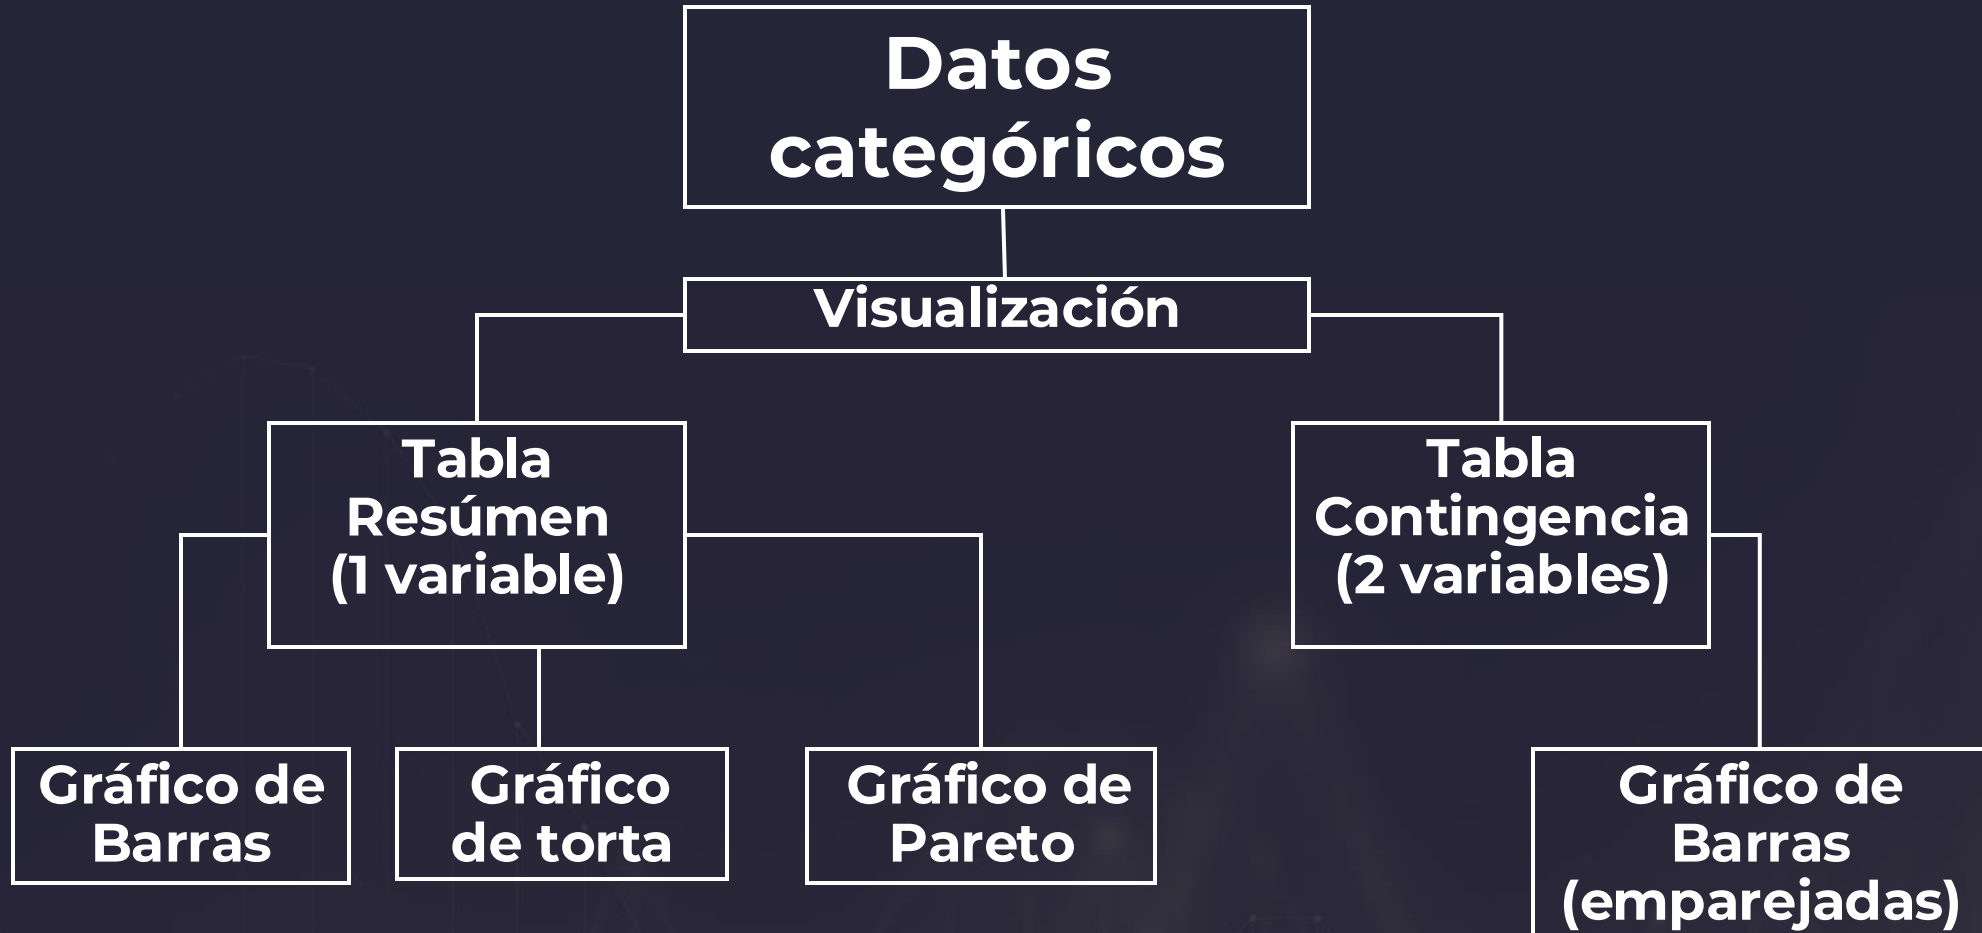 Datos
categóricos
Visualización
Tabla
Resúmen
(1 variable)
Tabla
Contingencia
(2 variables)
Gráfico de
Barras
Gráfico
de torta
Gráfico de
Pareto
Gráfico de
Barras
(emparejadas)